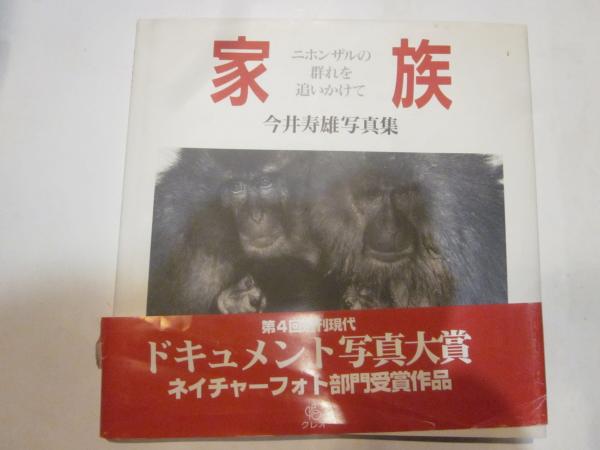 家族
ニホンザルの
群れを
追いかけて
今井寿雄写真集
第4回週刊現代
ドキュメント写真大賞
ネイチャーフォト部門受賞作品
クレオ